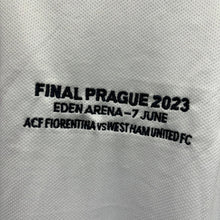 FINAL PRAGUE 2023
EDEN ARENA - 7 JUNE
ACF FIORENTINA VS WEST HAM UNITED FC